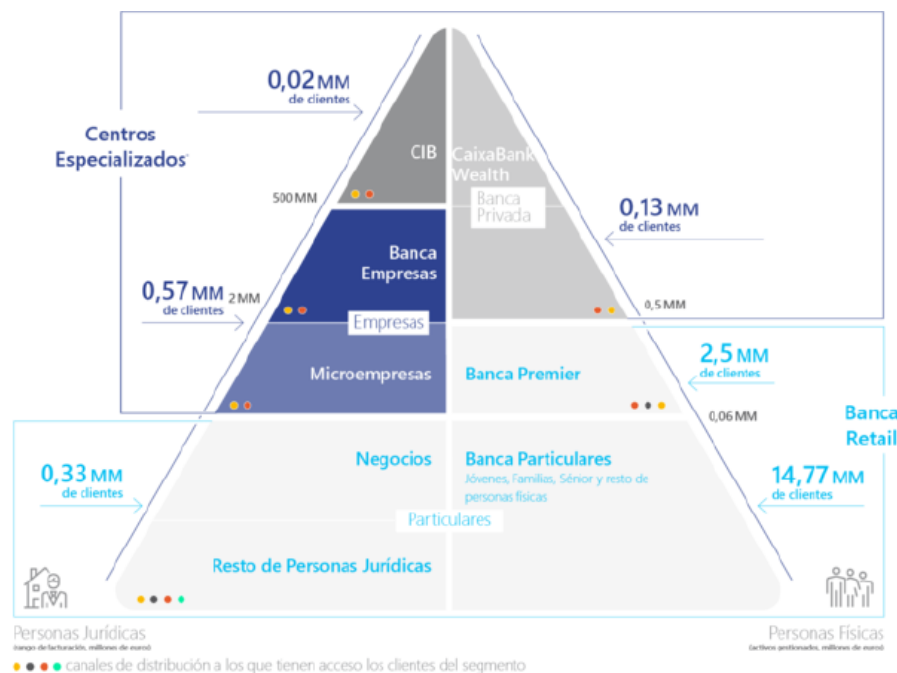 0,02 MM
de clientes
Centros
Especializados*
CIB
CaixaBank
Wealth
Banca
Privada
500 MM
0,13 MM
de clientes
Banca
Empresas
0,57 MM
de clientes
2 MM
0,5 MM
Empresas
Microempresas
Banca Premier
2,5 MM
de clientes
0,06 MM
Banca
Retail
Negocios
Banca Particulares
Jóvenes, Familias, Sénior y resto de
personas físicas
0,33 MM
de clientes
14,77 MM
de clientes
Particulares
Resto de Personas Jurídicas
Personas Jurídicas
(rango de facturación, millones de euros)
Personas Físicas
(activos gestionados, millones de euros)
canales de distribución a los que tienen acceso los clientes del segmento